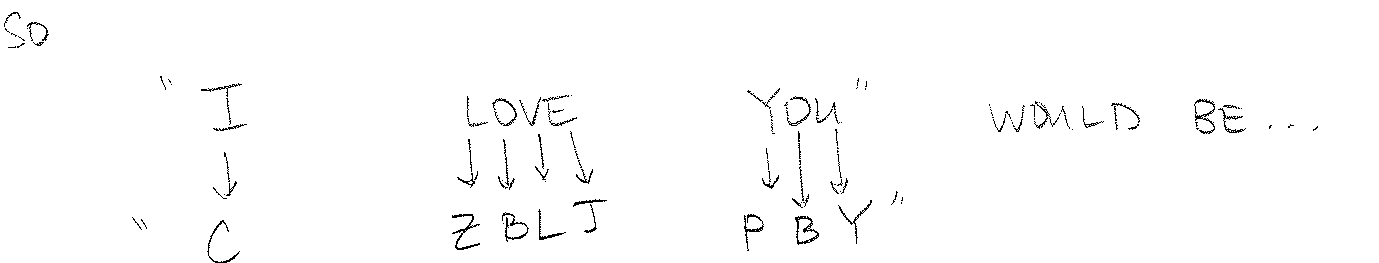 SO
"I LOVE YOU" WOULD BE...
"C ZBLJ PBY"